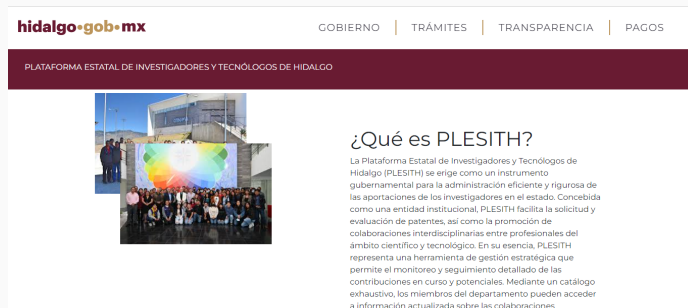 hidalgo•gob•mx
GOBIERNO | TRÁMITES | TRANSPARENCIA | PAGOS
PLATAFORMA ESTATAL DE INVESTIGADORES Y TECNÓLOGOS DE HIDALGO
¿Qué es PLESITH?
La Plataforma Estatal de Investigadores y Tecnólogos de
Hidalgo (PLESITH) se erige como un instrumento
gubernamental para la administración eficiente y rigurosa de
las aportaciones de los investigadores en el estado. Concebida
como una entidad institucional, PLESITH facilita la solicitud y
evaluación de patentes, así como la promoción de
colaboraciones interdisciplinarias entre profesionales del
ámbito científico y tecnológico. En su esencia, PLESITH
representa una herramienta de gestión estratégica que
permite el monitoreo y seguimiento detallado de las
contribuciones en curso y potenciales. Mediante un catálogo
exhaustivo, los miembros del departamento pueden acceder
a información actualizada sobre las colaboraciones